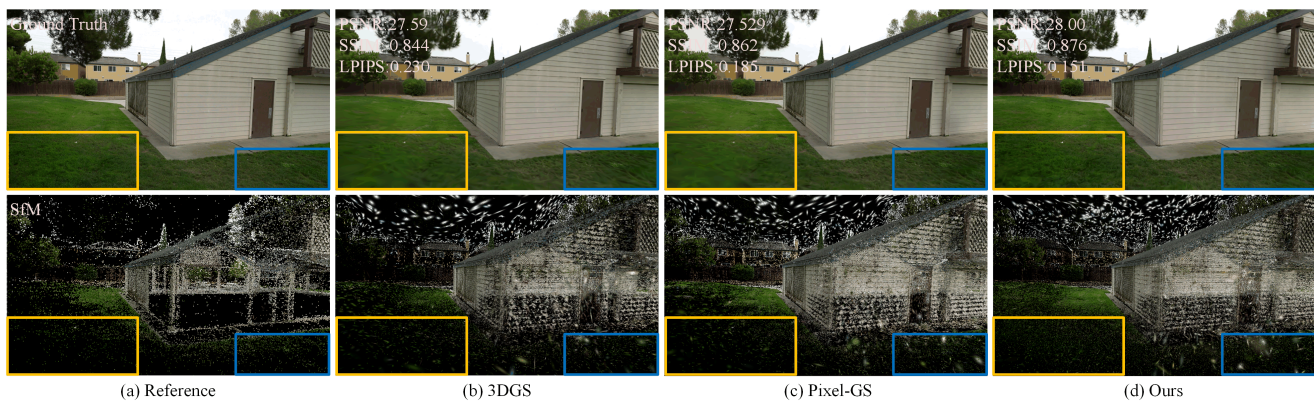 Ground Truth
PSNR:27.59
SSIM:0.844
LPIPS:0.230
PSNR:27.529
SSIM:0.862
LPIPS:0.185
PSNR:28.00
SSIM:0.876
LPIPS:0.151
SfM
(a) Reference
(b) 3DGS
(c) Pixel-GS
(d) Ours